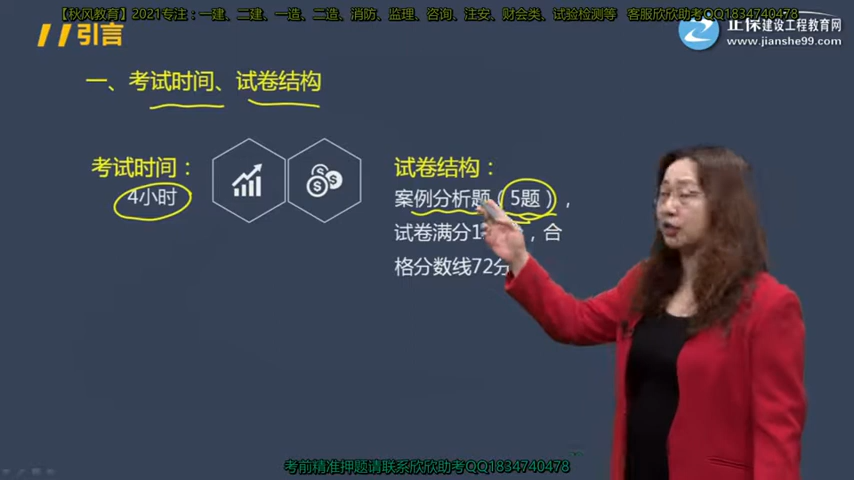 【秋风教育】2021专注：一建、二建、一造、二造、消防、监理、咨询、注安、财会类、试验检测等 客服欣欣助考QQ1834740478
引言
正保建设工程教育网
www.jianshe99.com
一、考试时间、试卷结构
考试时间：
4小时
试卷结构：
案例分析题（5题），
试卷满分1 ，合
格分数线72分
考前精准押题请联系欣欣助考QQ1834740478